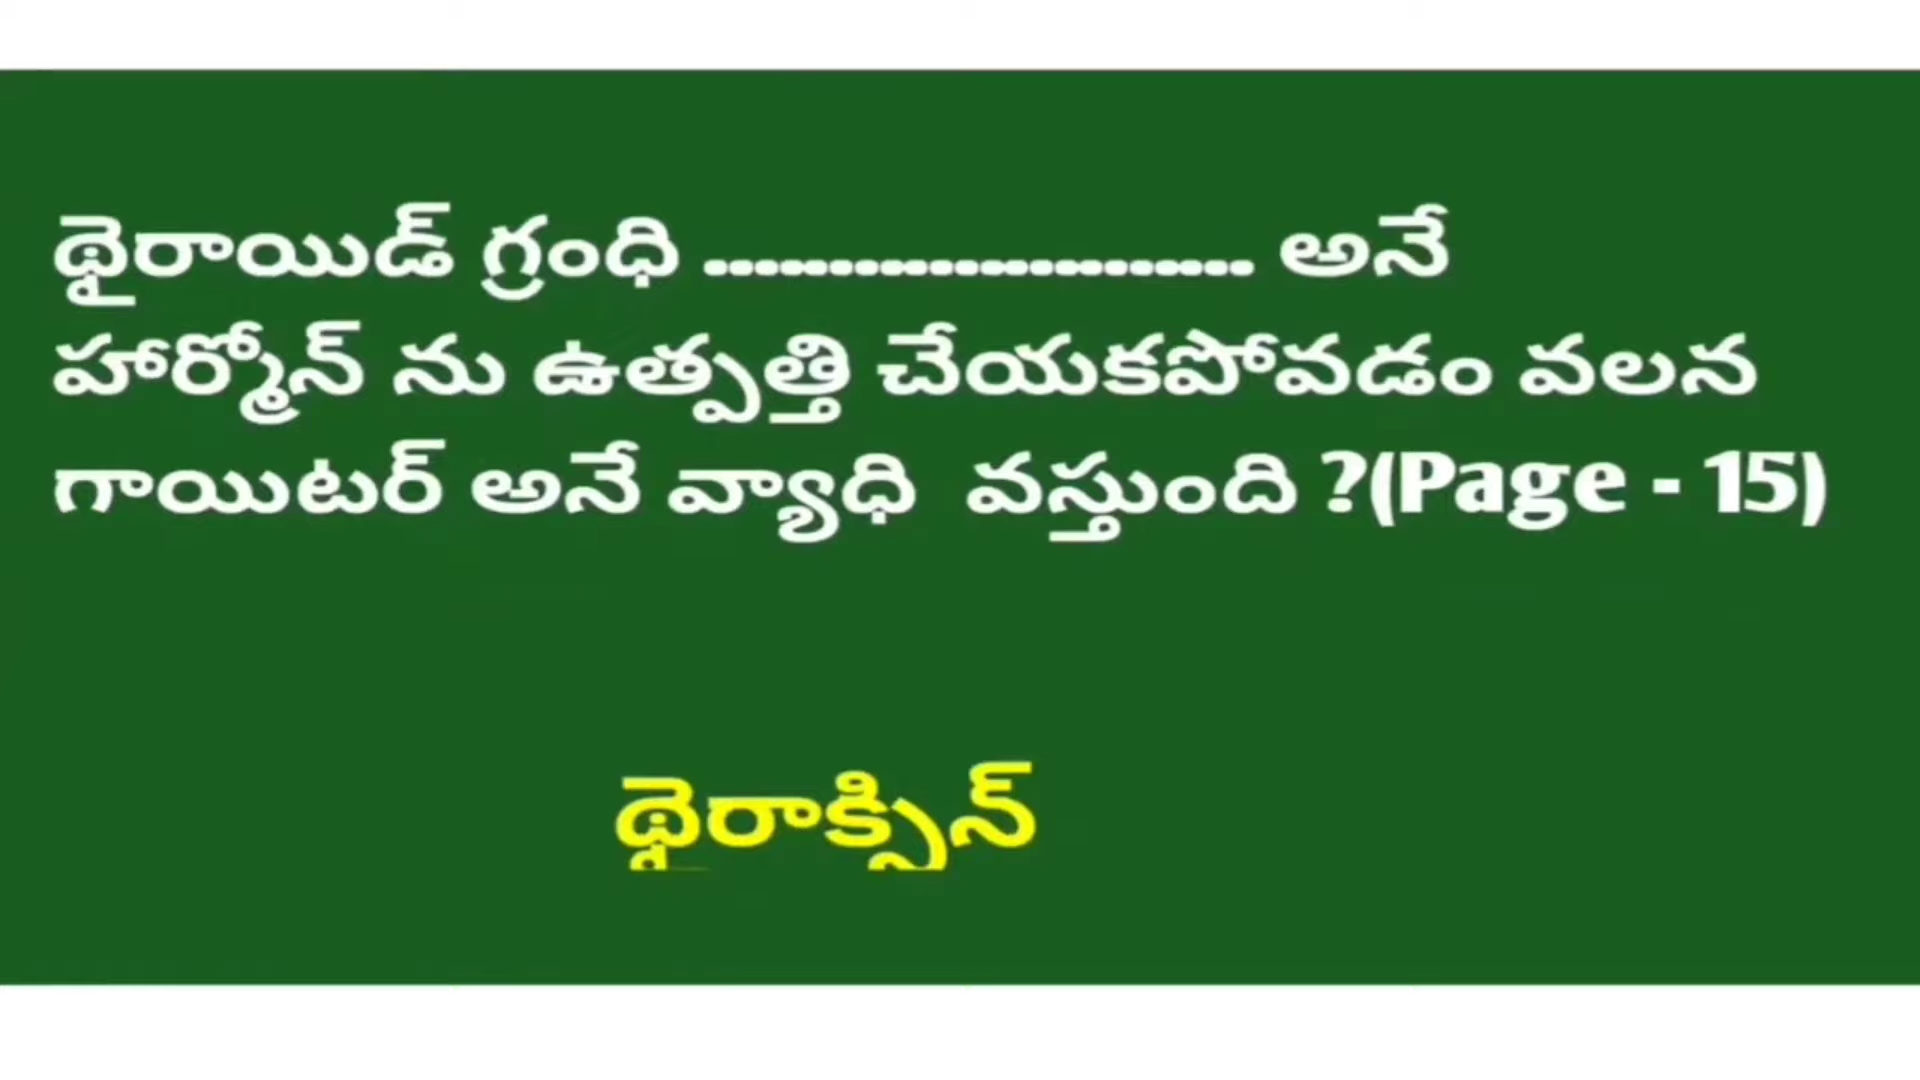 థైరాయిడ్ గ్రంధి ...................... అనే
హార్మోన్ ను ఉత్పత్తి చేయకపోవడం వలన
గాయిటర్ అనే వ్యాధి  వస్తుంది ?(Page - 15)
థైరాక్సిన్